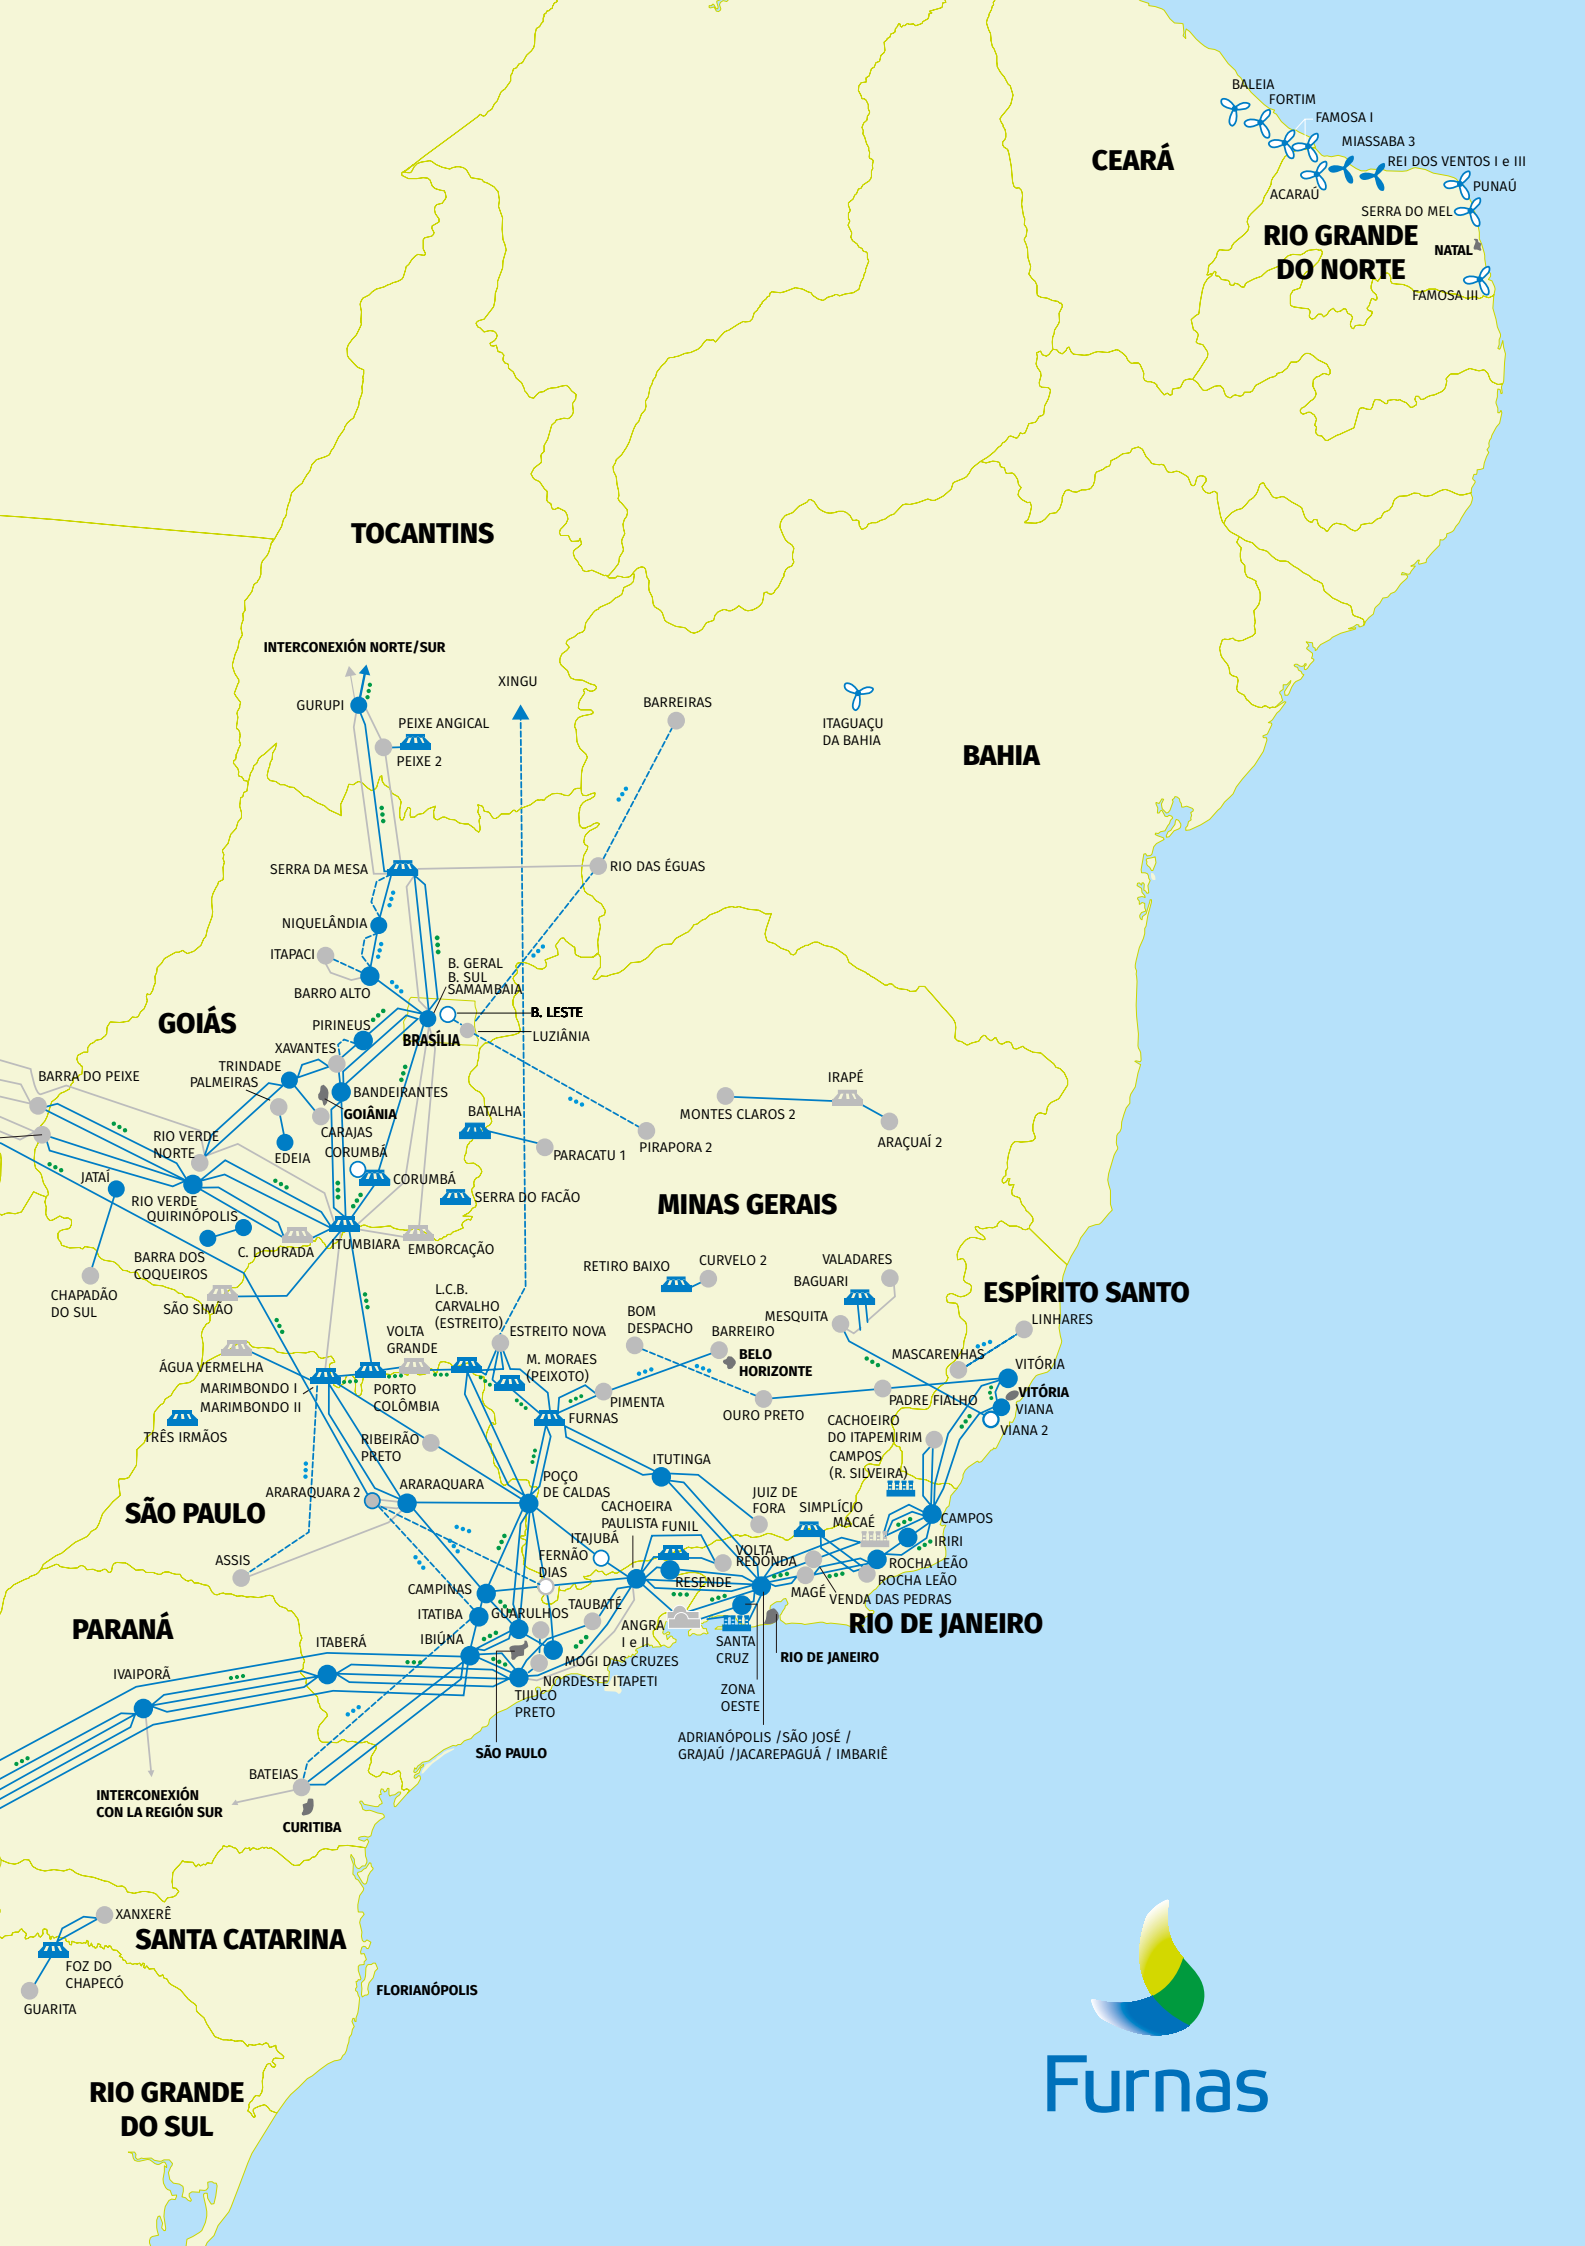 BALEIA
FORTIM
FAMOSA I
MIASSABA 3
REI DOS VENTOS I e III
CEARÁ
ACARAÚ
PUNAÚ
SERRA DO MEL
RIO GRANDE
DO NORTE
NATAL
FAMOSA III
TOCANTINS
INTERCONEXIÓN NORTE/SUR
XINGU
GURUPI
BARREIRAS
PEIXE ANGICAL
PEIXE 2
ITAGUAÇU
DA BAHIA
BAHIA
SERRA DA MESA
RIO DAS ÉGUAS
NIQUELÂNDIA
ITAPACI
BARRO ALTO
B. GERAL
B. SUL
SAMAMBAIA
GOIÁS
B. LESTE
PIRINEUS
BRASÍLIA
LUZIÂNIA
XAVANTES
TRINDADE
PALMEIRAS
BARRA DO PEIXE
BANDEIRANTES
GOIÂNIA
CARAJAS
BATALHA
IRAPÉ
MONTES CLAROS 2
ARAÇUAÍ 2
RIO VERDE
NORTE
EDEIA
CORUMBÁ
PARACATU 1
PIRAPORA 2
JATAÍ
CORUMBÁ
SERRA DO FACÃO
RIO VERDE
QUIRINÓPOLIS
MINAS GERAIS
C. DOURADA
ITUMBIARA
EMBORCAÇÃO
BARRA DOS
COQUEIROS
CHAPADÃO
DO SUL
SÃO SIMÃO
RETIRO BAIXO
CURVELO 2
VALADARES
BAGUARI
ESPÍRITO SANTO
L.C.B.
CARVALHO
(ESTREITO)
BOM
DESPACHO
MESQUITA
LINHARES
VOLTA
GRANDE
ESTREITO NOVA
BARREIRO
BELO
HORIZONTE
MASCARENHAS
ÁGUA VERMELHA
M. MORAES
(PEIXOTO)
VITÓRIA
MARIMBONDO I
MARIMBONDO II
PORTO
COLÔMBIA
PIMENTA
PADRE FIALHO
VITÓRIA
VIANA
FURNAS
OURO PRETO
VIANA 2
TRÊS IRMÃOS
RIBEIRÃO
PRETO
CACHOEIRO
DO ITAPEMIRIM
CAMPOS
(R. SILVEIRA)
ITUTINGA
ARARAQUARA 2
ARARAQUARA
POÇO
DE CALDAS
JUIZ DE
FORA
SÃO PAULO
CACHOEIRA
PAULISTA
FUNIL
SIMPLÍCIO
MACAÉ
CAMPOS
ITAJUBÁ
IRIRI
ASSIS
FERNÃO
DIAS
VOLTA
REDONDA
ROCHA LEÃO
ROCHA LEÃO
RESENDE
CAMPINAS
MAGÉ
VENDA DAS PEDRAS
ITATIBA
GUARULHOS
TAUBATÉ
ANGRA
I e II
RIO DE JANEIRO
PARANÁ
ITABERÁ
IBIÚNA
SANTA
CRUZ
RIO DE JANEIRO
IVAIPORÃ
MOGI DAS CRUZES
NORDESTE ITAPETI
TIJUCO
PRETO
ZONA
OESTE
SÃO PAULO
ADRIANÓPOLIS /SÃO JOSÉ /
GRAJAÚ /JACAREPAGUÁ / IMBARIÊ
BATEIAS
INTERCONEXIÓN
CON LA REGIÓN SUR
CURITIBA
XANXERÊ
SANTA CATARINA
FOZ DO
CHAPECÓ
GUARITA
FLORIANÓPOLIS
RIO GRANDE
DO SUL
Furnas